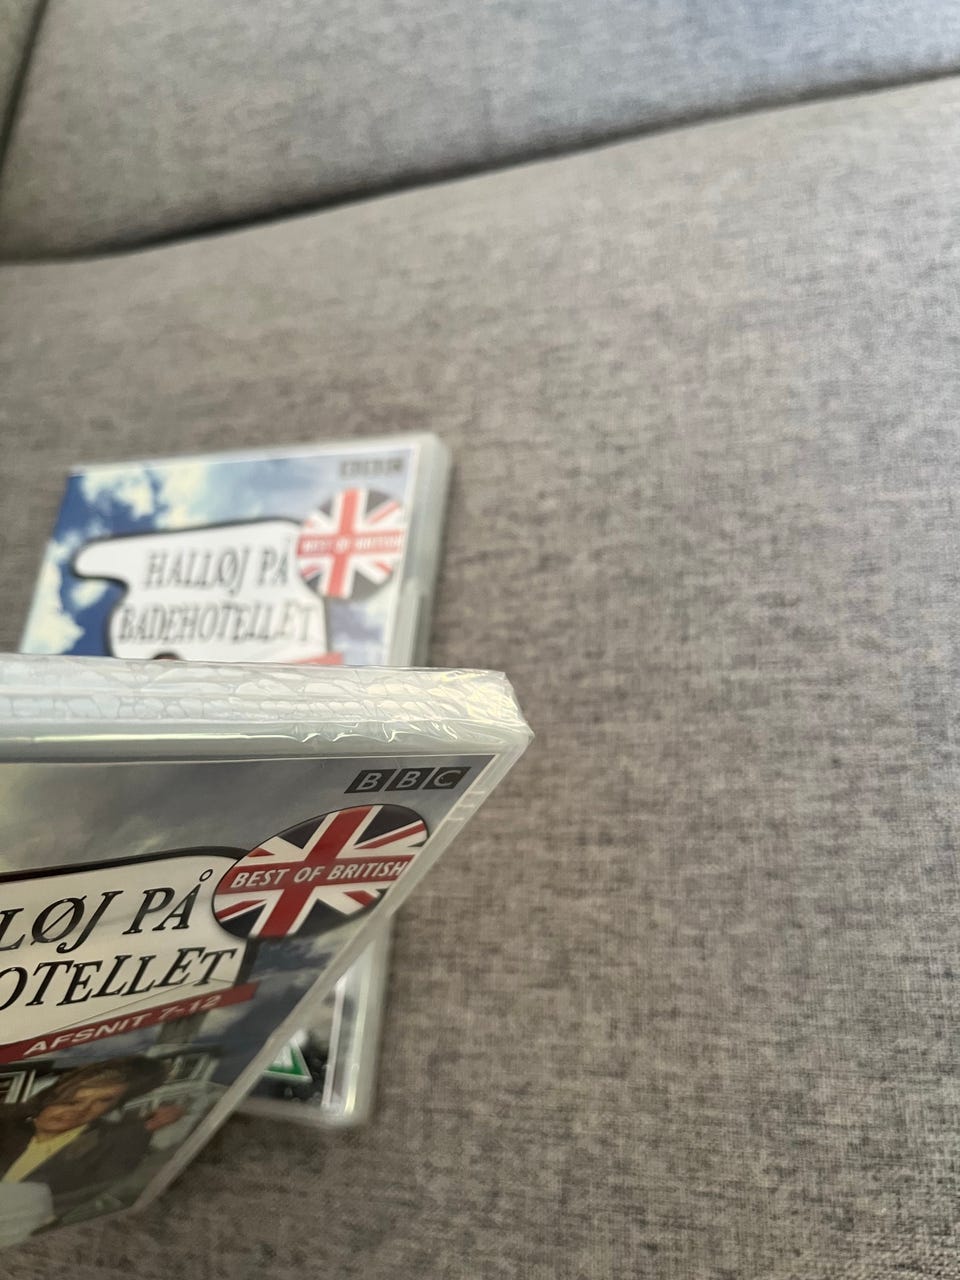 BBC
BEST OF BRITISH
HALLØJ PÅ
BADEHOTELLET
BBC
BEST OF BRITISH
LØJ PÅ
OTELLET
AFSNIT 7-12